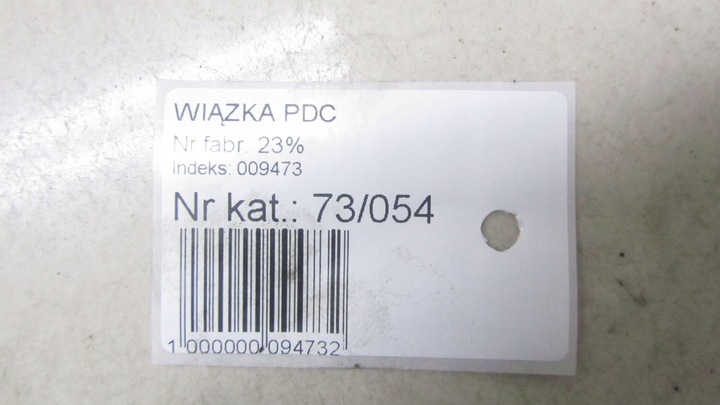 WIĄZKA PDC
Nr fabr. 23%
Indeks: 009473
Nr kat.: 73/054
1 000000 094732